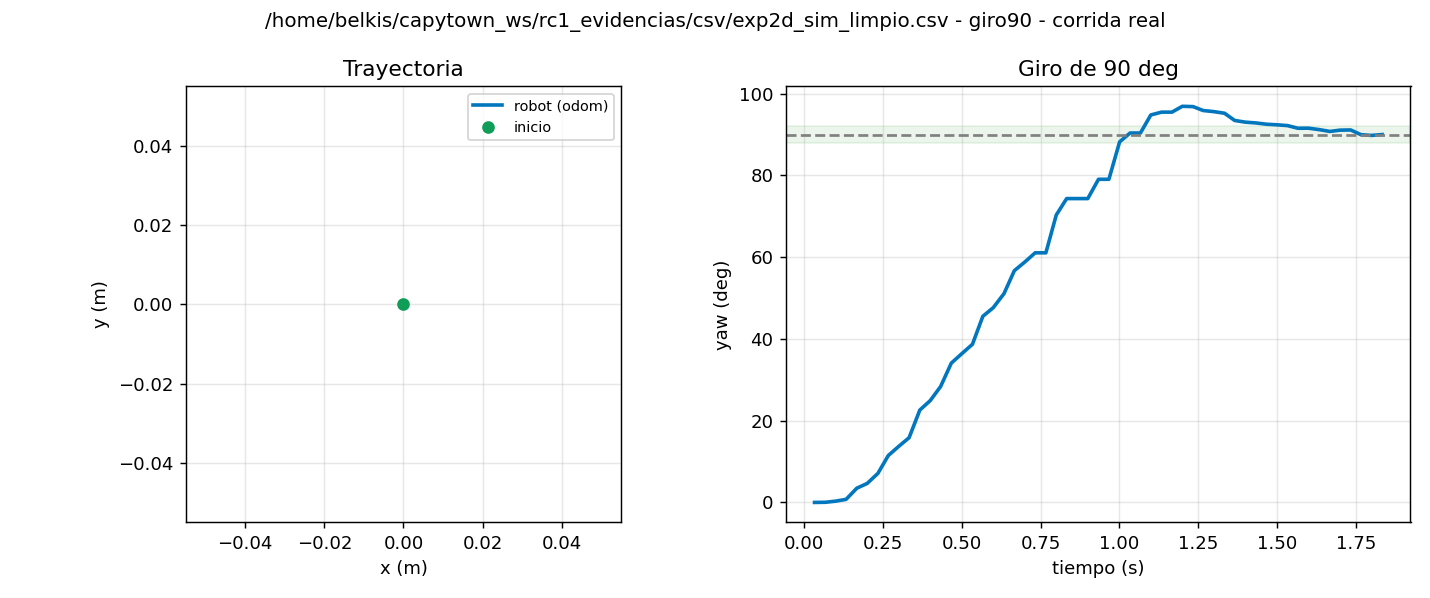 /home/belkis/capytown_ws/rc1_evidencias/csv/exp2d_sim_limpio.csv - giro90 - corrida real
Trayectoria
robot (odom)
inicio
y (m)
0.04
0.02
0.00
−0.02
−0.04
−0.04
−0.02
0.00
0.02
0.04
x (m)
Giro de 90 deg
yaw (deg)
100
80
60
40
20
0
0.00
0.25
0.50
0.75
1.00
1.25
1.50
1.75
tiempo (s)